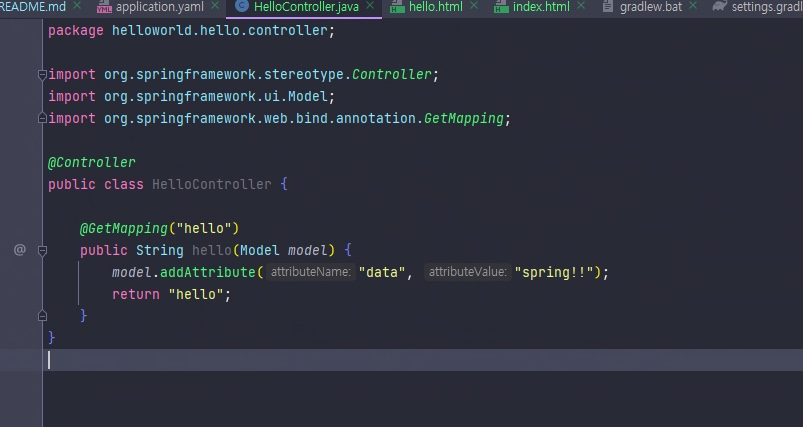 README.md application.yaml HelloController.java hello.html index.html gradlew.bat settings.gradl
package helloworld.hello.controller;
import org.springframework.stereotype.Controller;
import org.springframework.ui.Model;
import org.springframework.web.bind.annotation.GetMapping;
@Controller
public class HelloController {
@GetMapping("hello")
public String hello(Model model) {
model.addAttribute( attributeName: "data", attributeValue: "spring!!");
return "hello";
}
}